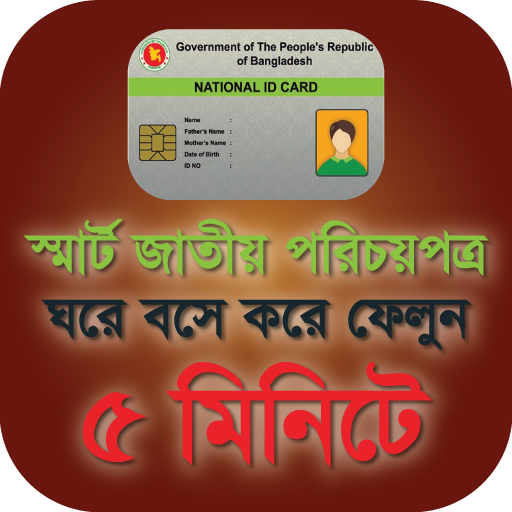 Government of The People's Republic
of Bangladesh
NATIONAL ID CARD
Name :
Father's Name :
Mother's Name :
Date of Birth :
ID NO :
স্মার্ট জাতীয় পরিচয়পত্র
ঘরে বসে করে ফেলুন
৫ মিনিটে